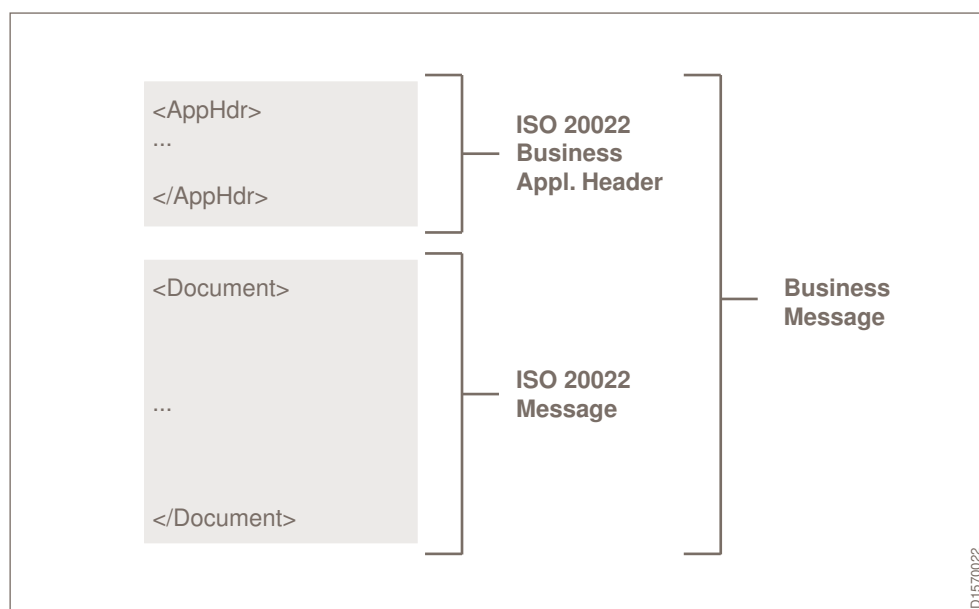 <AppHdr>
...
</AppHdr>
ISO 20022
Business
Appl. Header
<Document>
...
</Document>
ISO 20022
Message
Business
Message
D1570022